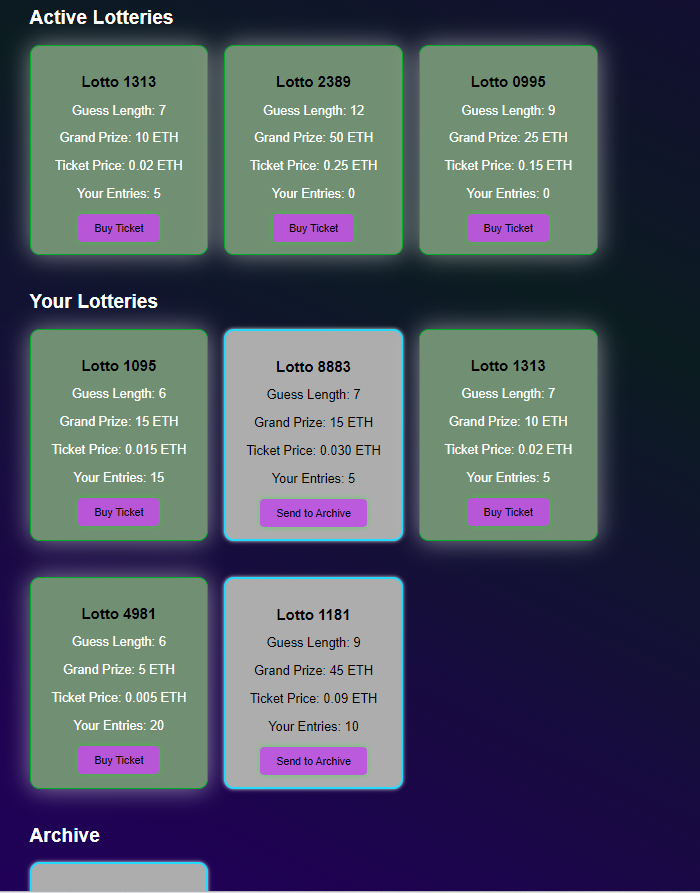 Active Lotteries
Lotto 1313
Guess Length: 7
Grand Prize: 10 ETH
Ticket Price: 0.02 ETH
Your Entries: 5
Buy Ticket
Lotto 2389
Guess Length: 12
Grand Prize: 50 ETH
Ticket Price: 0.25 ETH
Your Entries: 0
Buy Ticket
Lotto 0995
Guess Length: 9
Grand Prize: 25 ETH
Ticket Price: 0.15 ETH
Your Entries: 0
Buy Ticket
Your Lotteries
Lotto 1095
Guess Length: 6
Grand Prize: 15 ETH
Ticket Price: 0.015 ETH
Your Entries: 15
Buy Ticket
Lotto 8883
Guess Length: 7
Grand Prize: 15 ETH
Ticket Price: 0.030 ETH
Your Entries: 5
Send to Archive
Lotto 1313
Guess Length: 7
Grand Prize: 10 ETH
Ticket Price: 0.02 ETH
Your Entries: 5
Buy Ticket
Lotto 4981
Guess Length: 6
Grand Prize: 5 ETH
Ticket Price: 0.005 ETH
Your Entries: 20
Buy Ticket
Lotto 1181
Guess Length: 9
Grand Prize: 45 ETH
Ticket Price: 0.09 ETH
Your Entries: 10
Send to Archive
Archive